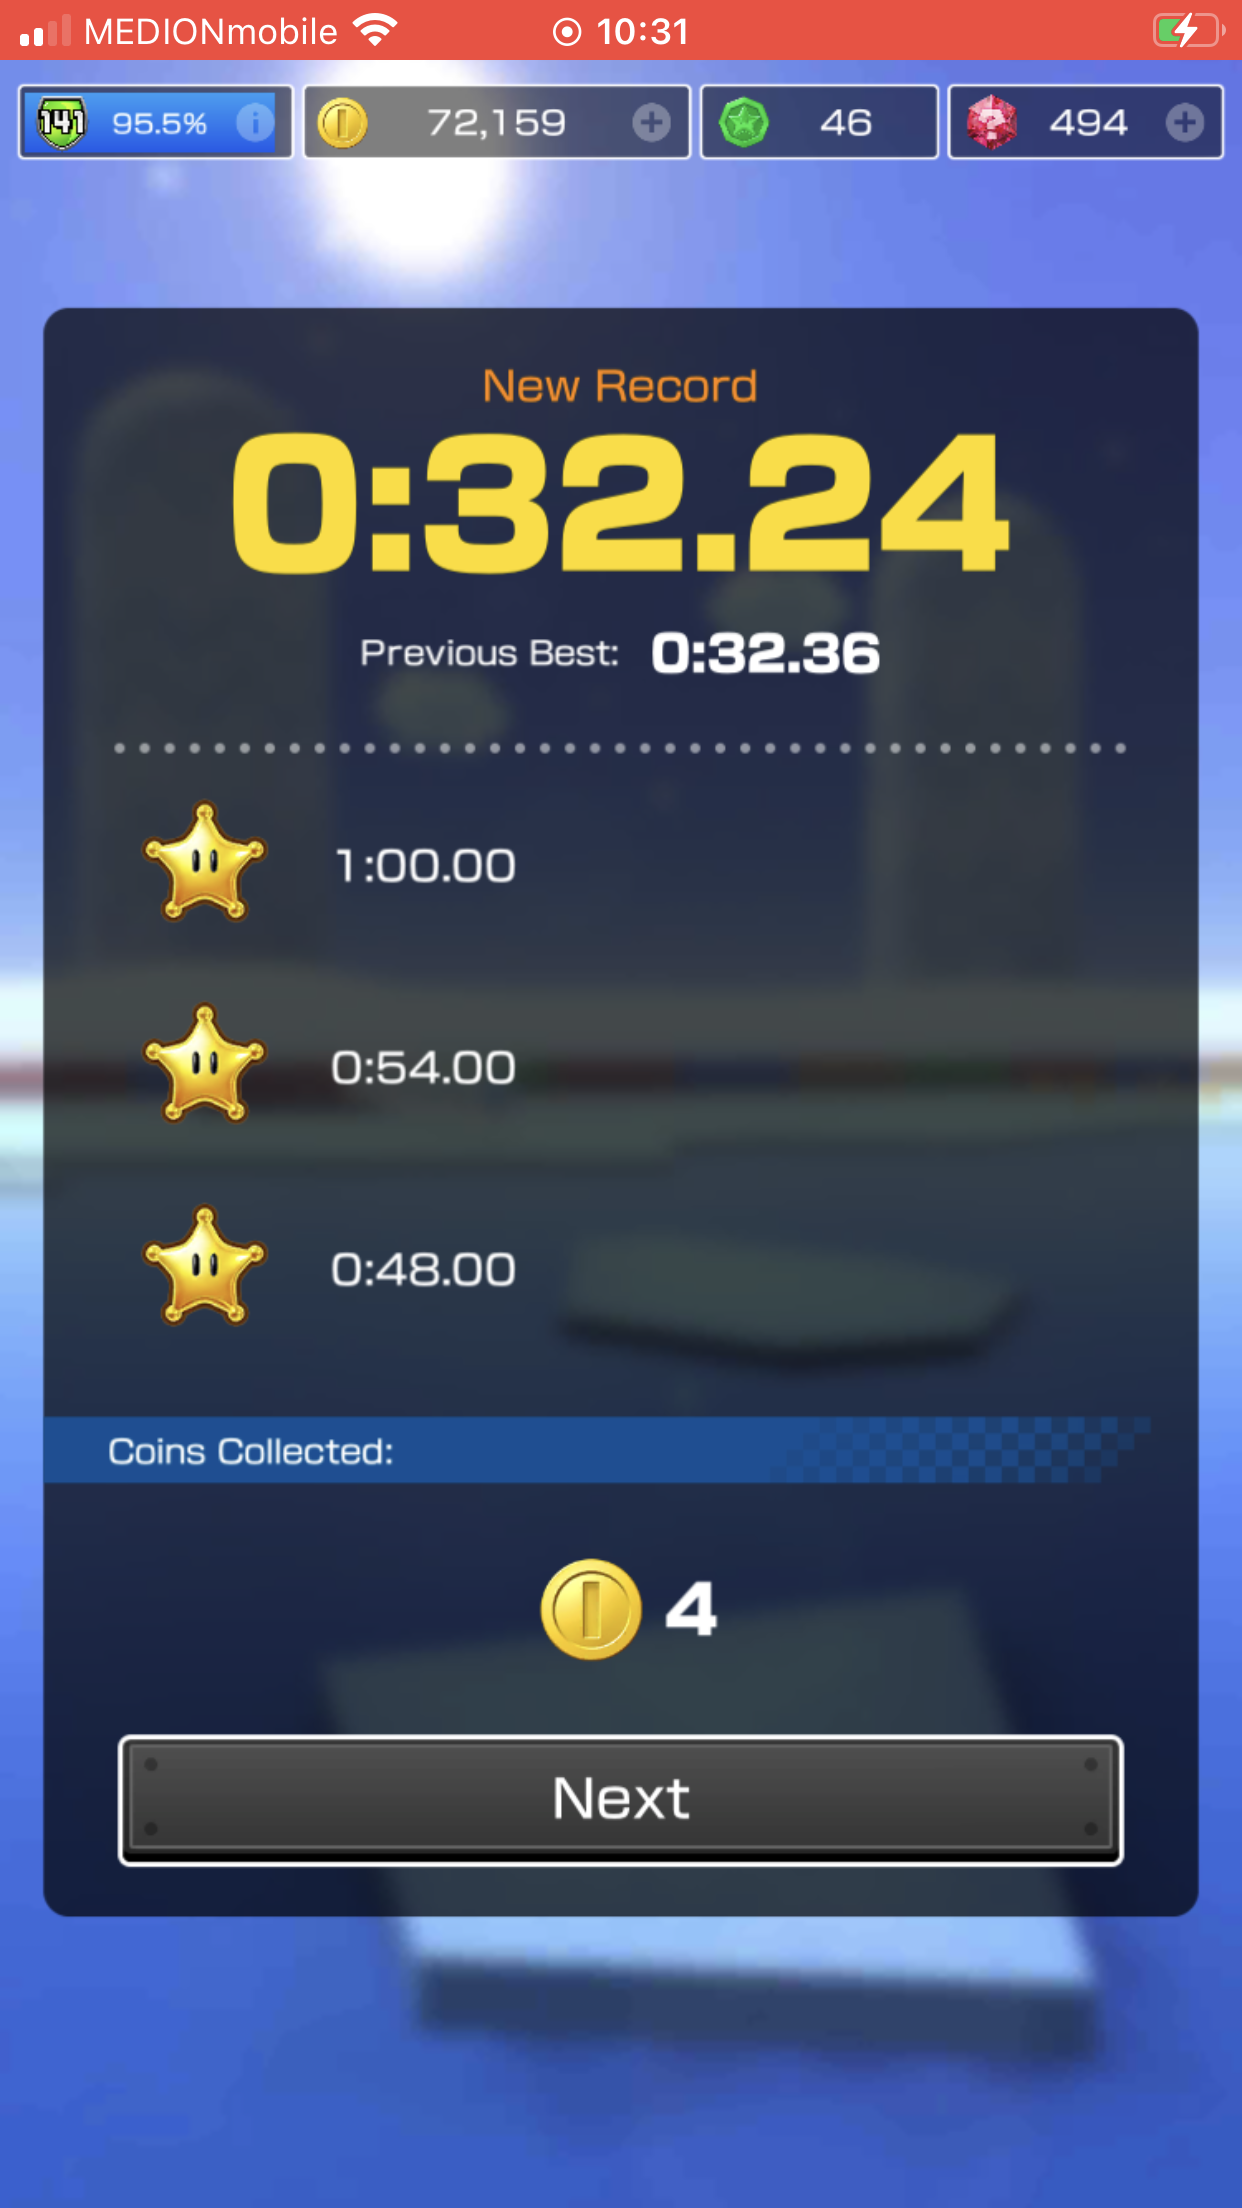 MEDIONmobile 10:31
141 95.5% i 72,159 + 46 ? 494 +
New Record
0:32.24
Previous Best: 0:32.36
1:00.00
0:54.00
0:48.00
Coins Collected:
4
Next